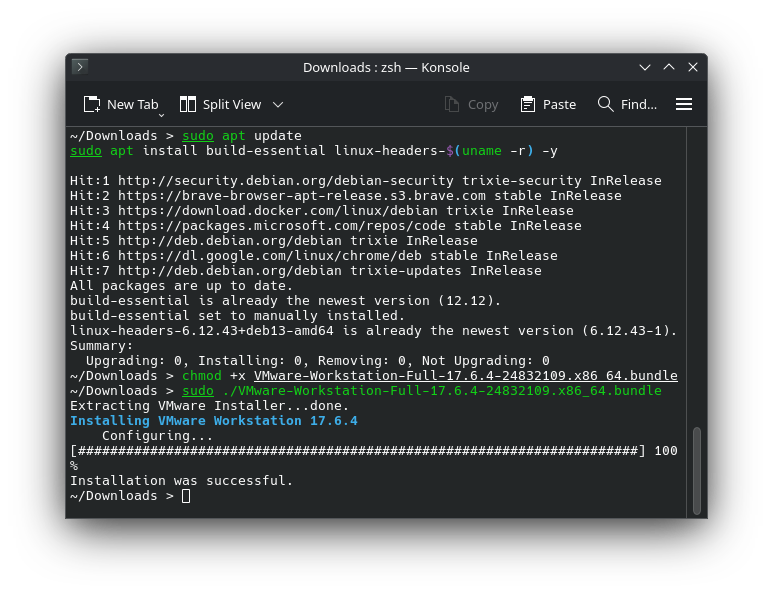 Downloads : zsh — Konsole
New Tab Split View Copy Paste Find...
~/Downloads > sudo apt update
sudo apt install build-essential linux-headers-$(uname -r) -y
Hit:1 http://security.debian.org/debian-security trixie-security InRelease
Hit:2 https://brave-browser-apt-release.s3.brave.com stable InRelease
Hit:3 https://download.docker.com/linux/debian trixie InRelease
Hit:4 https://packages.microsoft.com/repos/code stable InRelease
Hit:5 http://deb.debian.org/debian trixie InRelease
Hit:6 https://dl.google.com/linux/chrome/deb stable InRelease
Hit:7 http://deb.debian.org/debian trixie-updates InRelease
All packages are up to date.
build-essential is already the newest version (12.12).
build-essential set to manually installed.
linux-headers-6.12.43+deb13-amd64 is already the newest version (6.12.43-1).
Summary:
  Upgrading: 0, Installing: 0, Removing: 0, Not Upgrading: 0
~/Downloads > chmod +x VMware-Workstation-Full-17.6.4-24832109.x86_64.bundle
~/Downloads > sudo ./VMware-Workstation-Full-17.6.4-24832109.x86_64.bundle
Extracting VMware Installer...done.
Installing VMware Workstation 17.6.4
    Configuring...
[######################################################################] 100
%
Installation was successful.
~/Downloads >